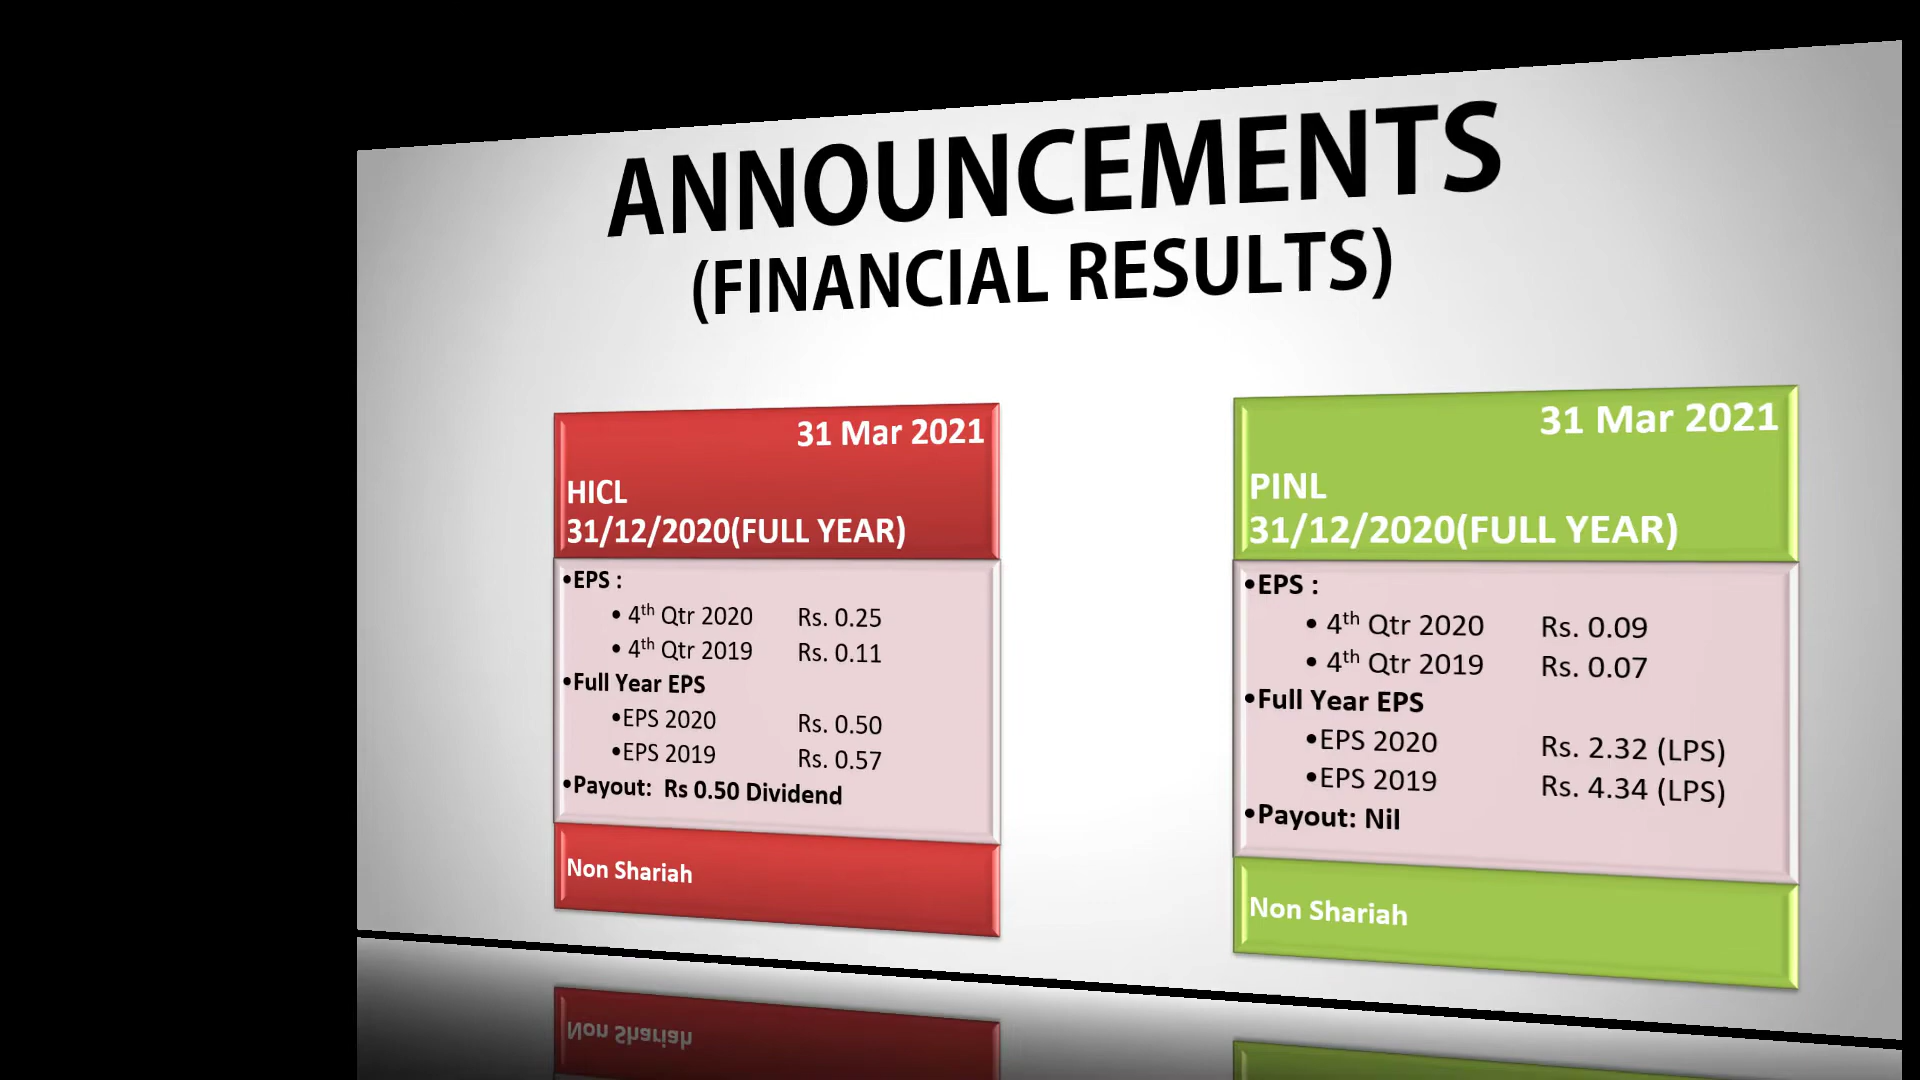 ANNOUNCEMENTS
(FINANCIAL RESULTS)
31 Mar 2021
HICL
31/12/2020(FULL YEAR)
•EPS :
• 4th Qtr 2020 Rs. 0.25
• 4th Qtr 2019 Rs. 0.11
•Full Year EPS
•EPS 2020 Rs. 0.50
•EPS 2019 Rs. 0.57
•Payout: Rs 0.50 Dividend
Non Shariah
31 Mar 2021
PINL
31/12/2020(FULL YEAR)
•EPS :
• 4th Qtr 2020 Rs. 0.09
• 4th Qtr 2019 Rs. 0.07
•Full Year EPS
•EPS 2020 Rs. 2.32 (LPS)
•EPS 2019 Rs. 4.34 (LPS)
•Payout: Nil
Non Shariah
Non Shariah